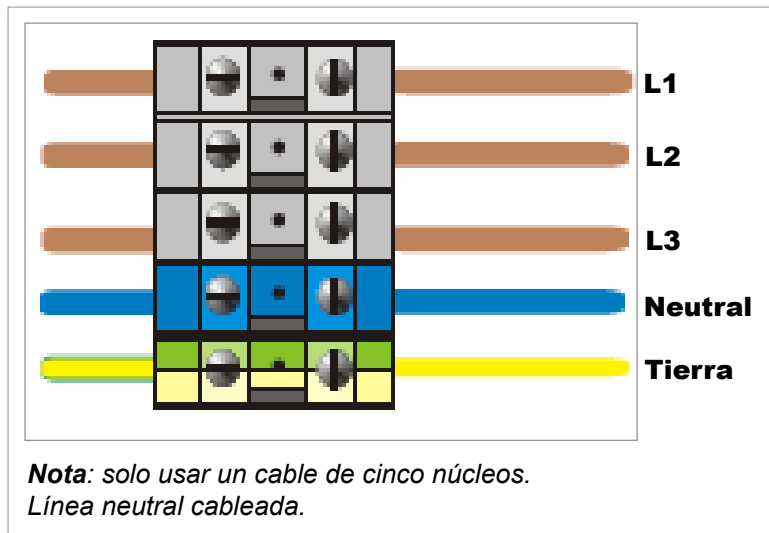 L1
L2
L3
Neutral
Tierra
Nota: solo usar un cable de cinco núcleos.
Línea neutral cableada.